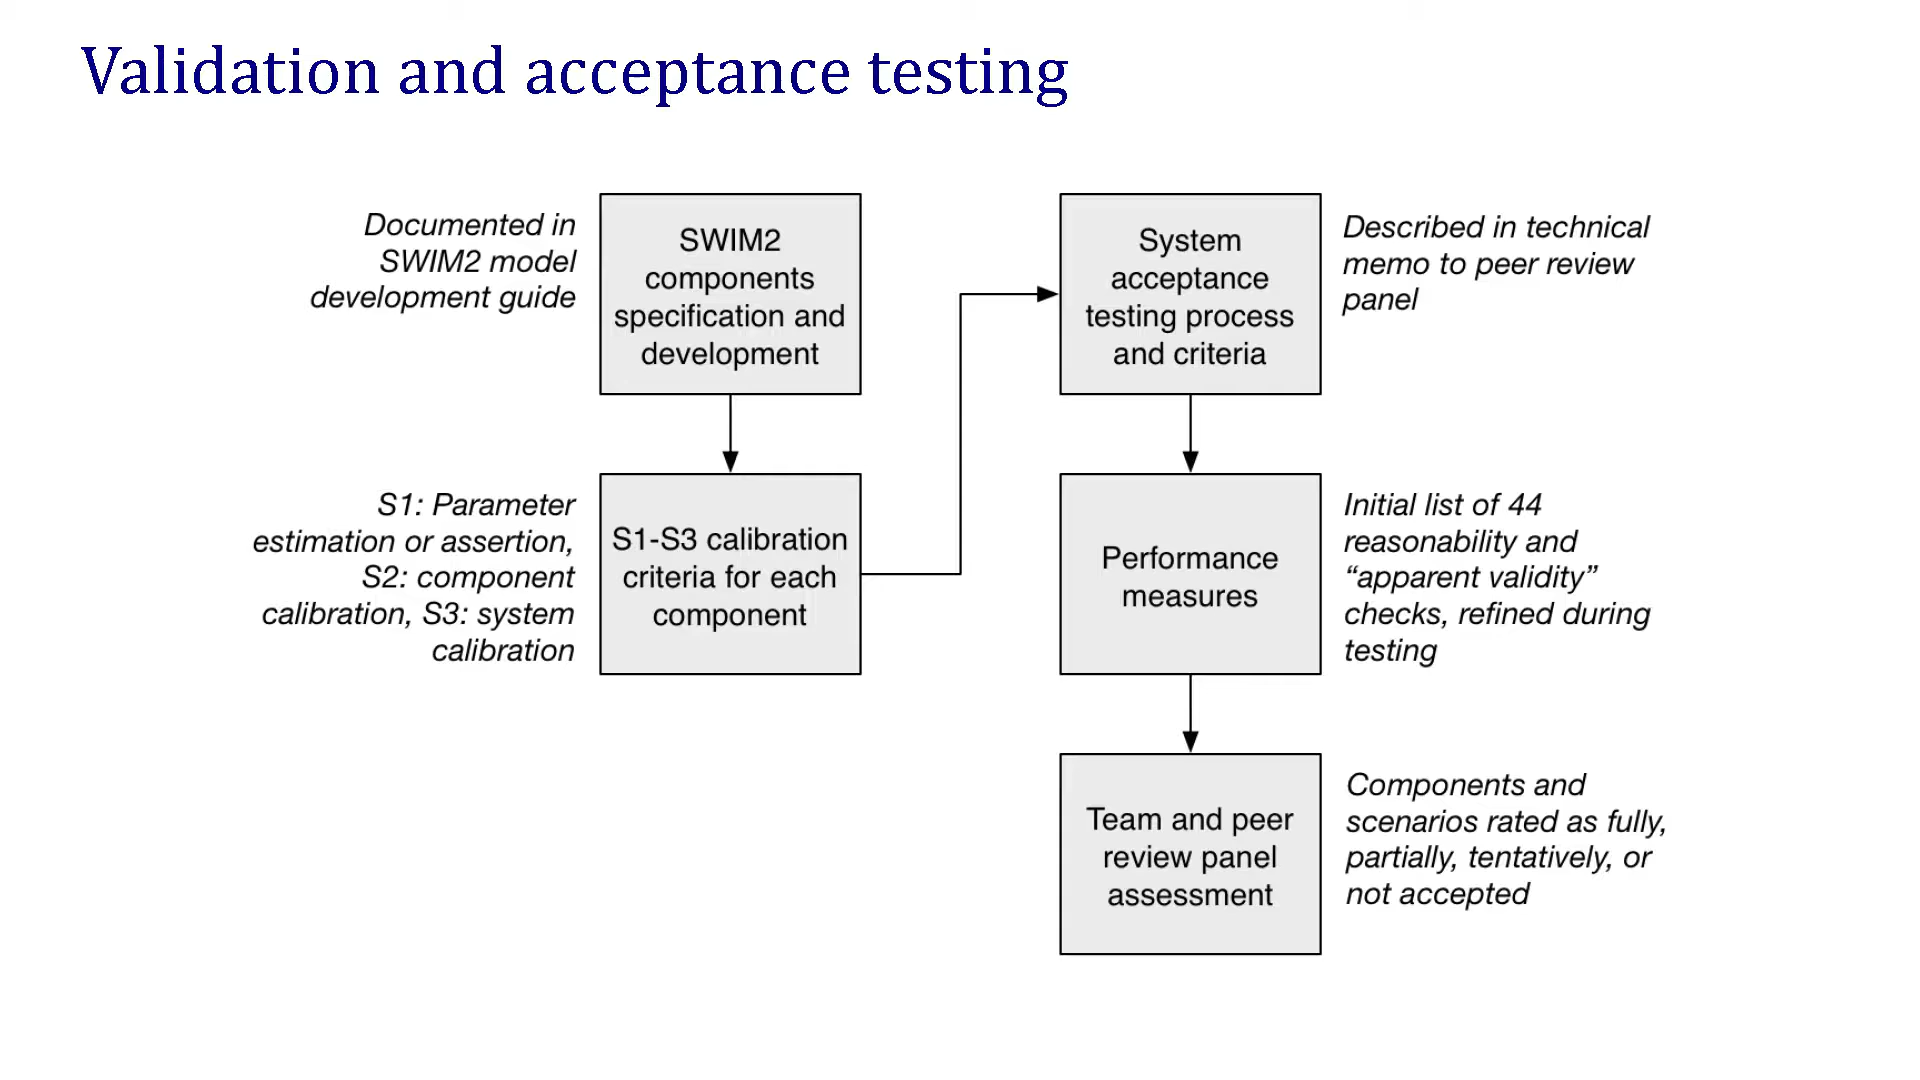 Validation and acceptance testing
Documented in
SWIM2 model
development guide
SWIM2
components
specification and
development
System
acceptance
testing process
and criteria
Described in technical
memo to peer review
panel
S1: Parameter
estimation or assertion,
S2: component
calibration, S3: system
calibration
S1-S3 calibration
criteria for each
component
Performance
measures
Initial list of 44
reasonability and
“apparent validity”
checks, refined during
testing
Team and peer
review panel
assessment
Components and
scenarios rated as fully,
partially, tentatively, or
not accepted